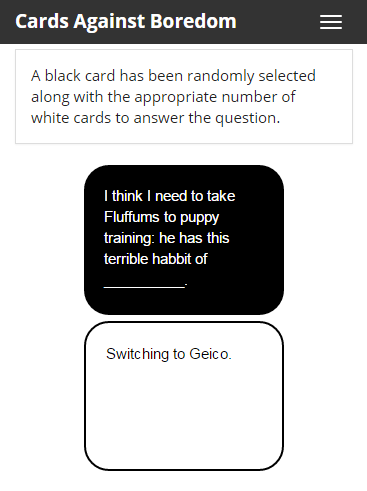 Cards Against Boredom
A black card has been randomly selected
along with the appropriate number of
white cards to answer the question.
I think I need to take
Fluffums to puppy
training: he has this
terrible habbit of
__________.
Switching to Geico.